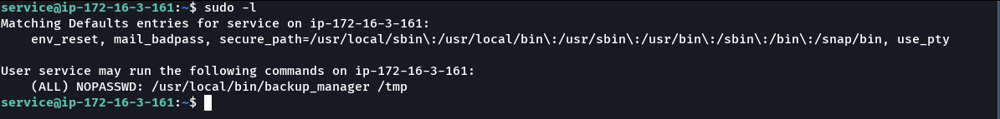 service@ip-172-16-3-161:~$ sudo -l
Matching Defaults entries for service on ip-172-16-3-161:
    env_reset, mail_badpass, secure_path=/usr/local/sbin\:/usr/local/bin\:/usr/sbin\:/usr/bin\:/sbin\:/bin\:/snap/bin, use_pty

User service may run the following commands on ip-172-16-3-161:
    (ALL) NOPASSWD: /usr/local/bin/backup_manager /tmp
service@ip-172-16-3-161:~$